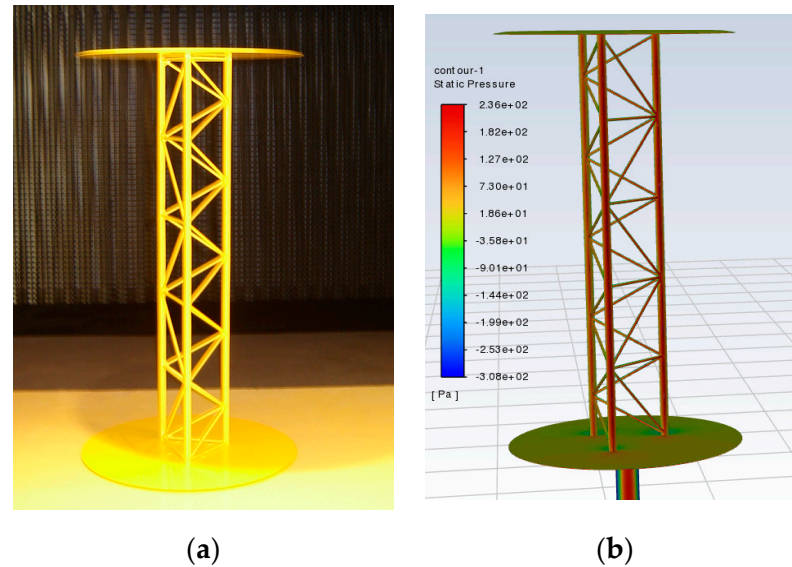 contour-1
Static Pressure
2.36e+02
1.82e+02
1.27e+02
7.30e+01
1.86e+01
-3.58e+01
-9.01e+01
-1.44e+02
-1.99e+02
-2.53e+02
-3.08e+02
[ Pa ]
(a)
(b)